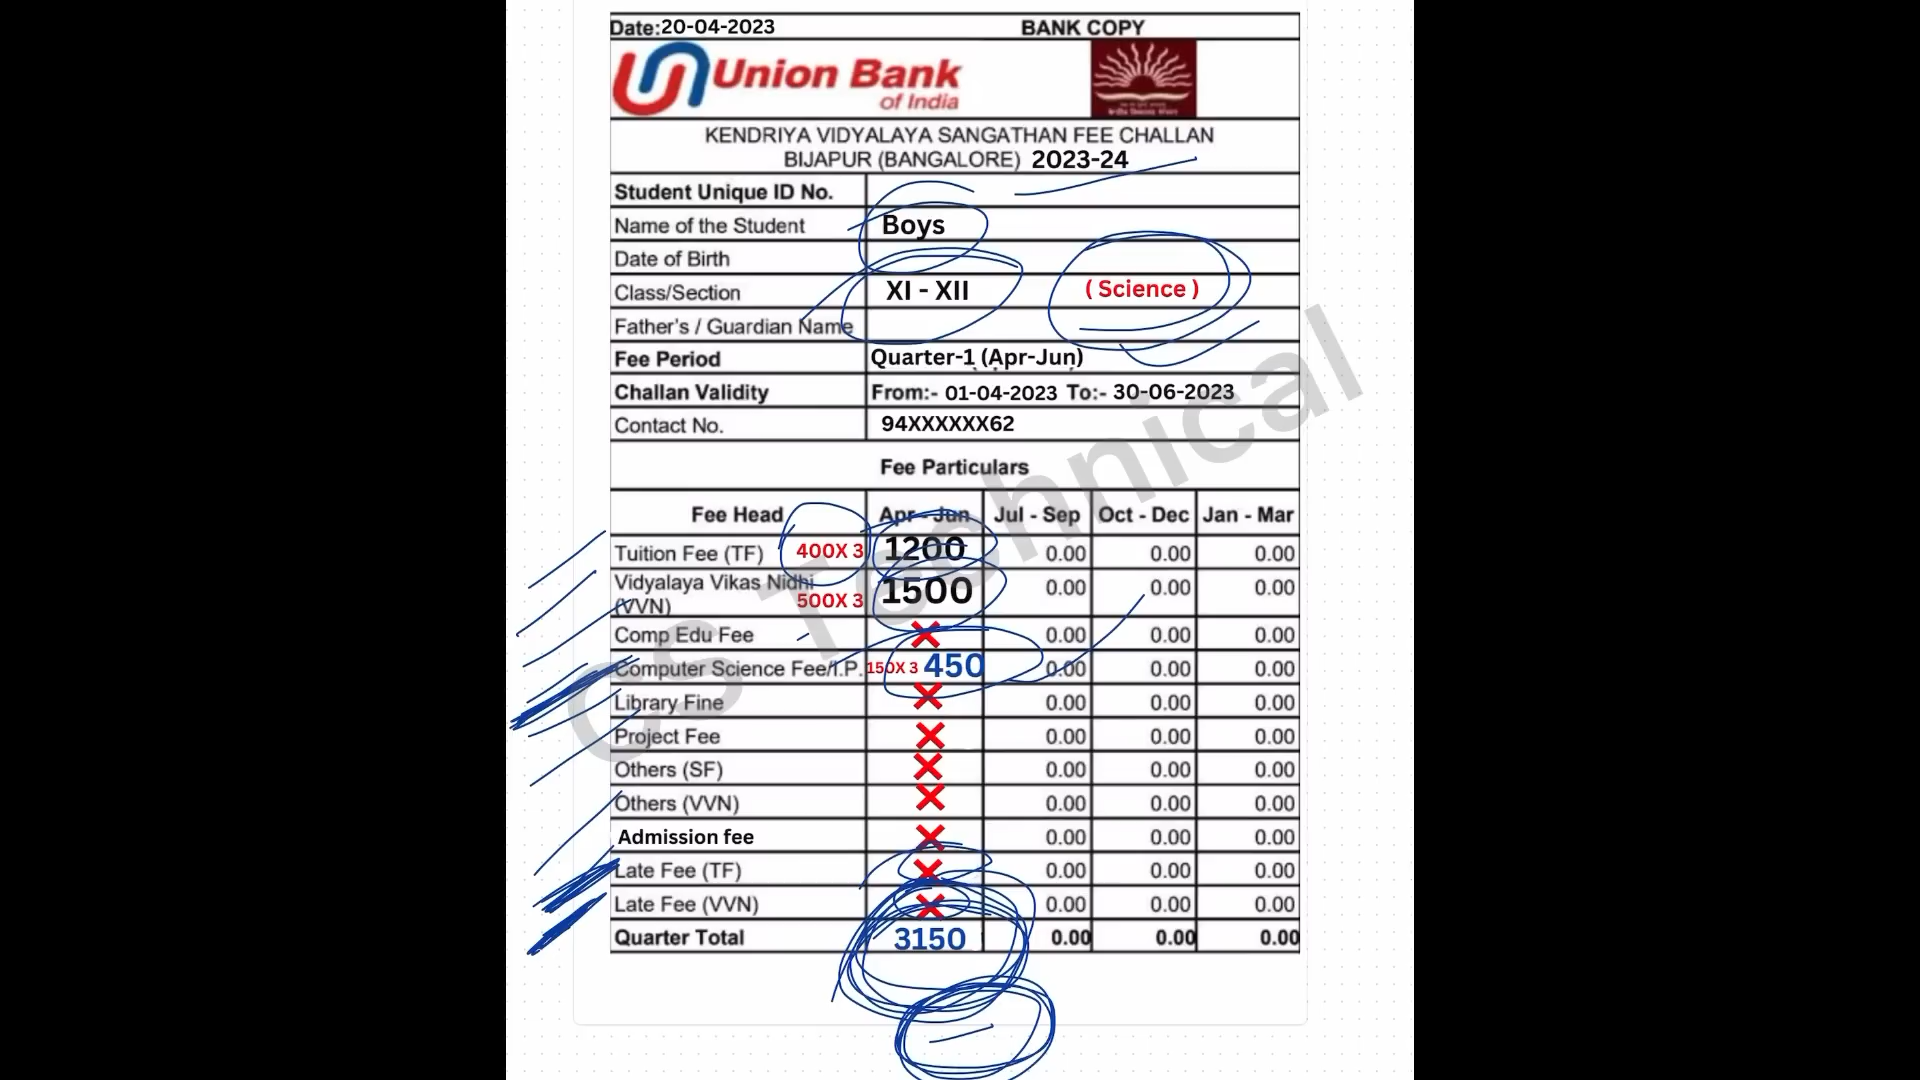 Date:20-04-2023 BANK COPY
Union Bank
of India
KENDRIYA VIDYALAYA SANGATHAN FEE CHALLAN
BIJAPUR (BANGALORE) 2023-24
Student Unique ID No.
Name of the Student Boys
Date of Birth
Class/Section XI - XII ( Science )
Father's / Guardian Name
Fee Period Quarter-1 (Apr-Jun)
Challan Validity From:- 01-04-2023 To:- 30-06-2023
Contact No. 94XXXXXX62
Fee Particulars
Fee Head Apr - Jun Jul - Sep Oct - Dec Jan - Mar
Tuition Fee (TF) 400X 3 1200 0.00 0.00 0.00
Vidyalaya Vikas Nidhi
(VVN) 500X 3 1500 0.00 0.00 0.00
Comp Edu Fee 0.00 0.00 0.00
Computer Science Fee/I.P. 150X 3 450 0.00 0.00 0.00
Library Fine 0.00 0.00 0.00
Project Fee 0.00 0.00 0.00
Others (SF) 0.00 0.00 0.00
Others (VVN) 0.00 0.00 0.00
Admission fee 0.00 0.00 0.00
Late Fee (TF) 0.00 0.00 0.00
Late Fee (VVN) 0.00 0.00 0.00
Quarter Total 3150 0.00 0.00 0.00
CS Technical